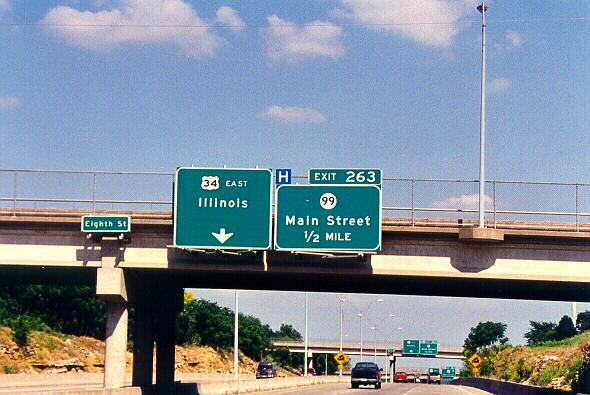 Eighth St
34 EAST
Illinois
H
EXIT 263
99
Main Street
1/2 MILE